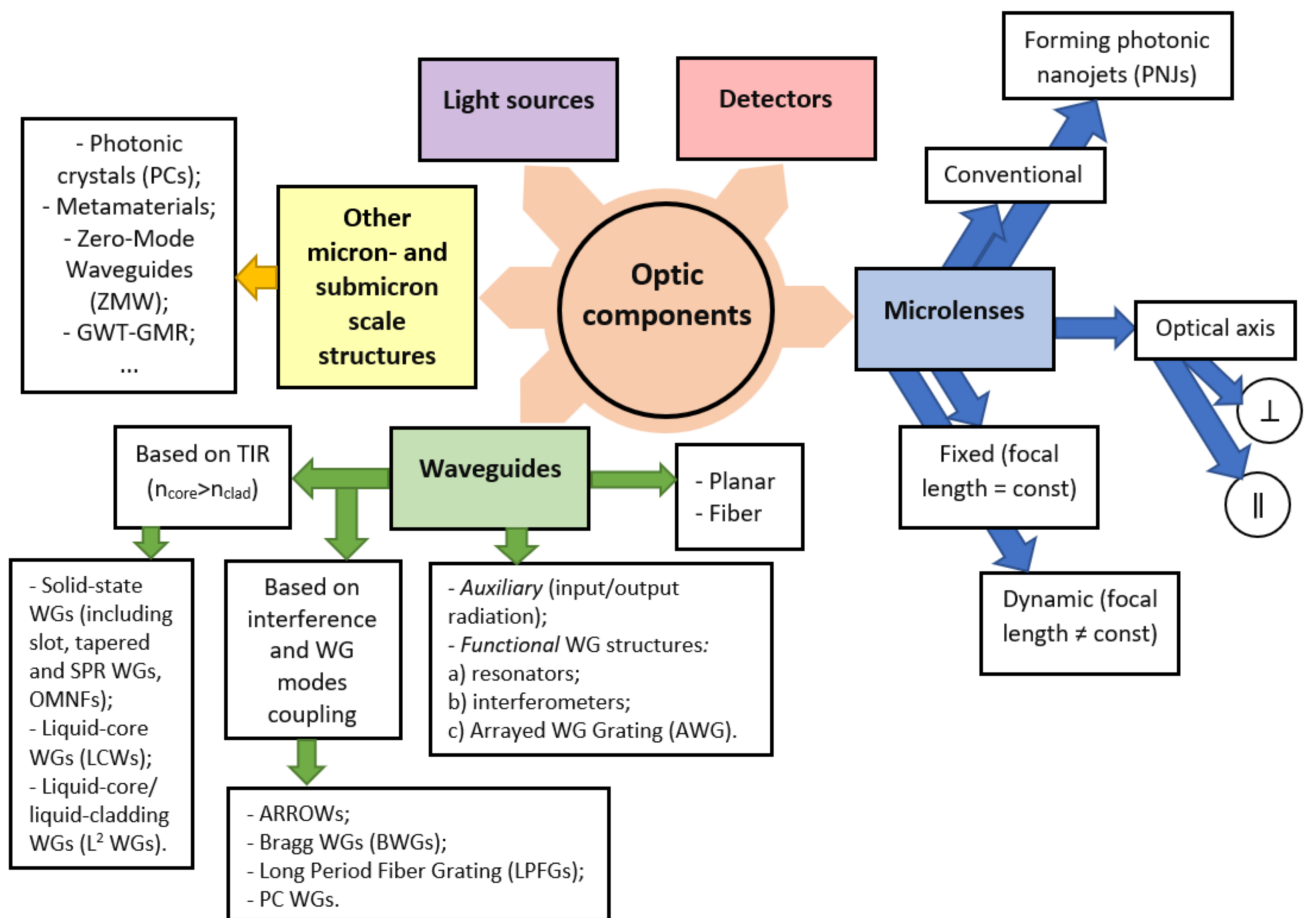 Forming photonic
nanojets (PNJs)
Light sources
Detectors
- Photonic
crystals (PCs);
- Metamaterials;
- Zero-Mode
Waveguides
(ZMW);
- GWT-GMR;
...
Conventional
Other
micron- and
submicron
scale
structures
Optic
components
Microlenses
Optical axis
⊥
∥
Based on TIR
(ncore>nclad)
Waveguides
- Planar
- Fiber
Fixed (focal
length = const)
Dynamic (focal
length ≠ const)
- Solid-state
WGs (including
slot, tapered
and SPR WGs,
OMNFs);
- Liquid-core
WGs (LCWs);
- Liquid-core/
liquid-cladding
WGs (L² WGs).
Based on
interference
and WG
modes
coupling
- Auxiliary (input/output
radiation);
- Functional WG structures:
a) resonators;
b) interferometers;
c) Arrayed WG Grating (AWG).
- ARROWs;
- Bragg WGs (BWGs);
- Long Period Fiber Grating (LPFGs);
- PC WGs.